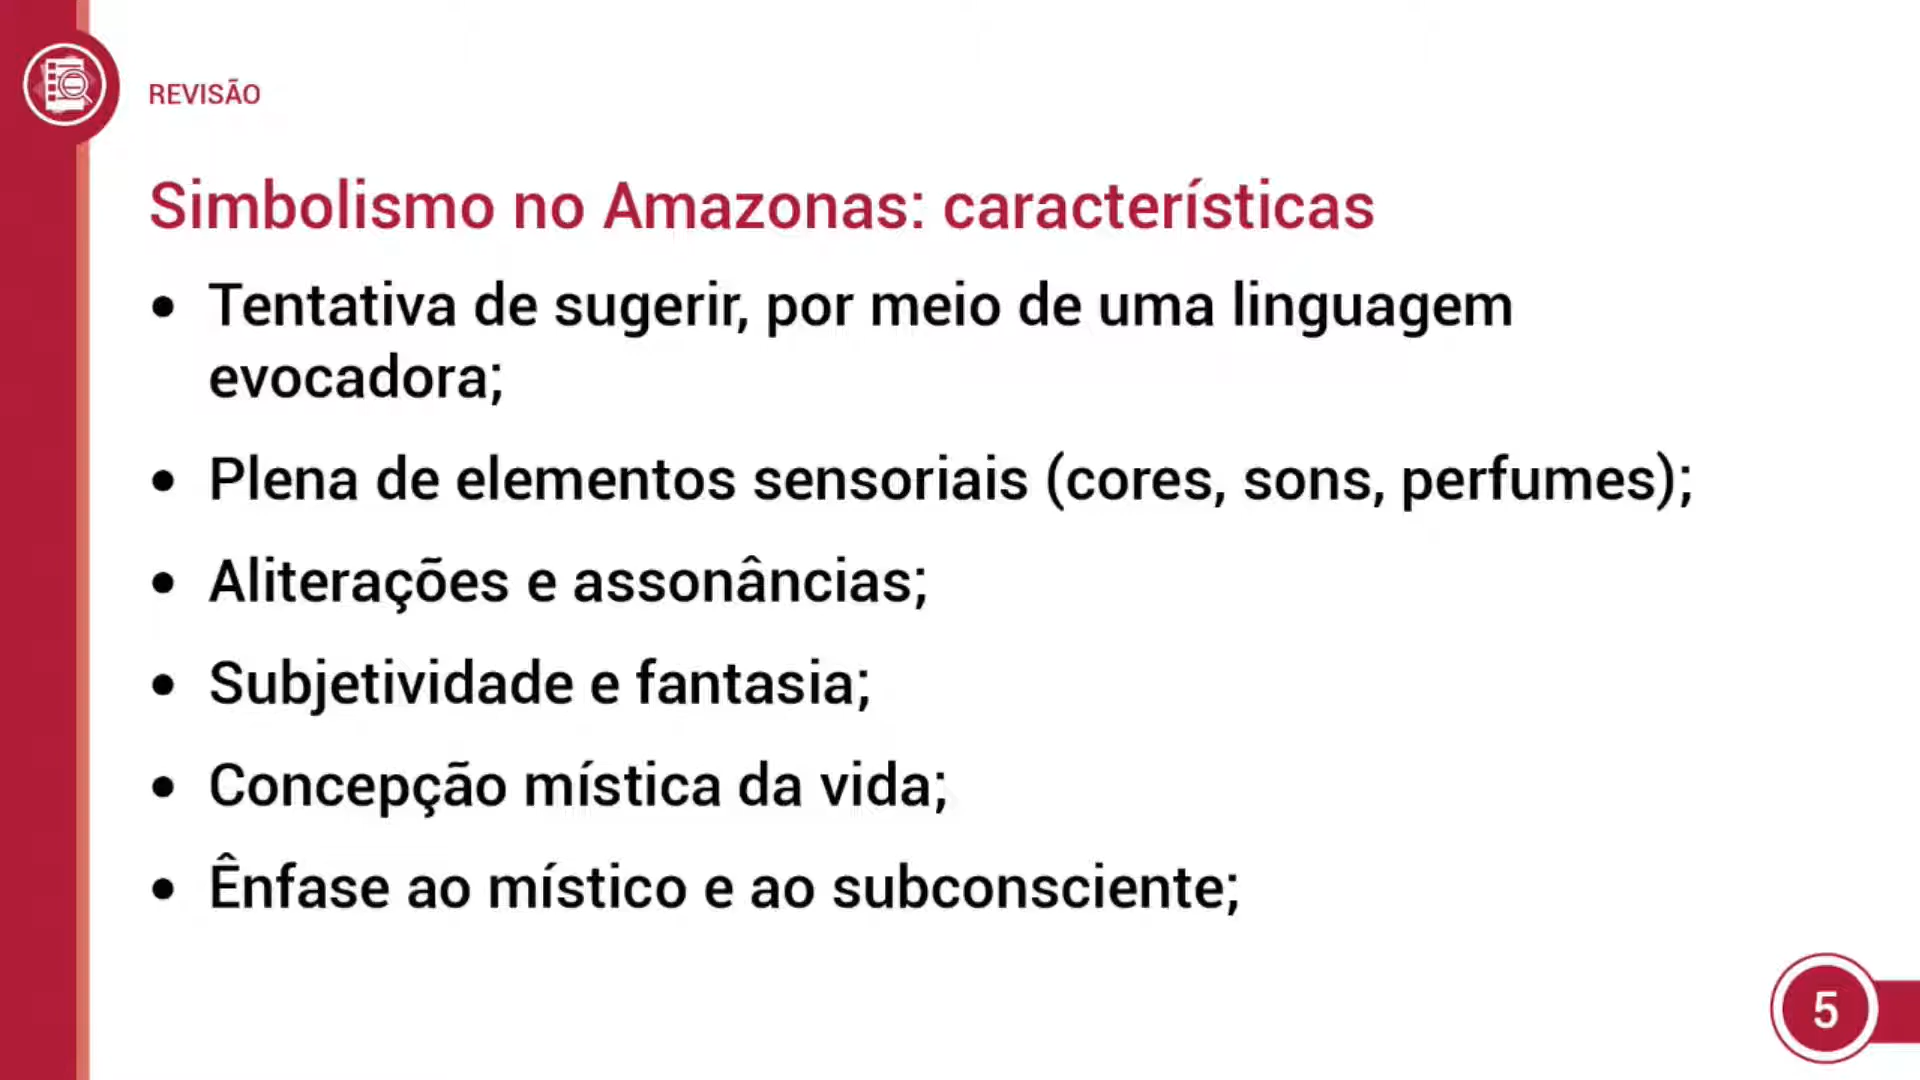 REVISÃO
Simbolismo no Amazonas: características
• Tentativa de sugerir, por meio de uma linguagem
evocadora;
• Plena de elementos sensoriais (cores, sons, perfumes);
• Aliterações e assonâncias;
• Subjetividade e fantasia;
• Concepção mística da vida;
• Ênfase ao místico e ao subconsciente;
5